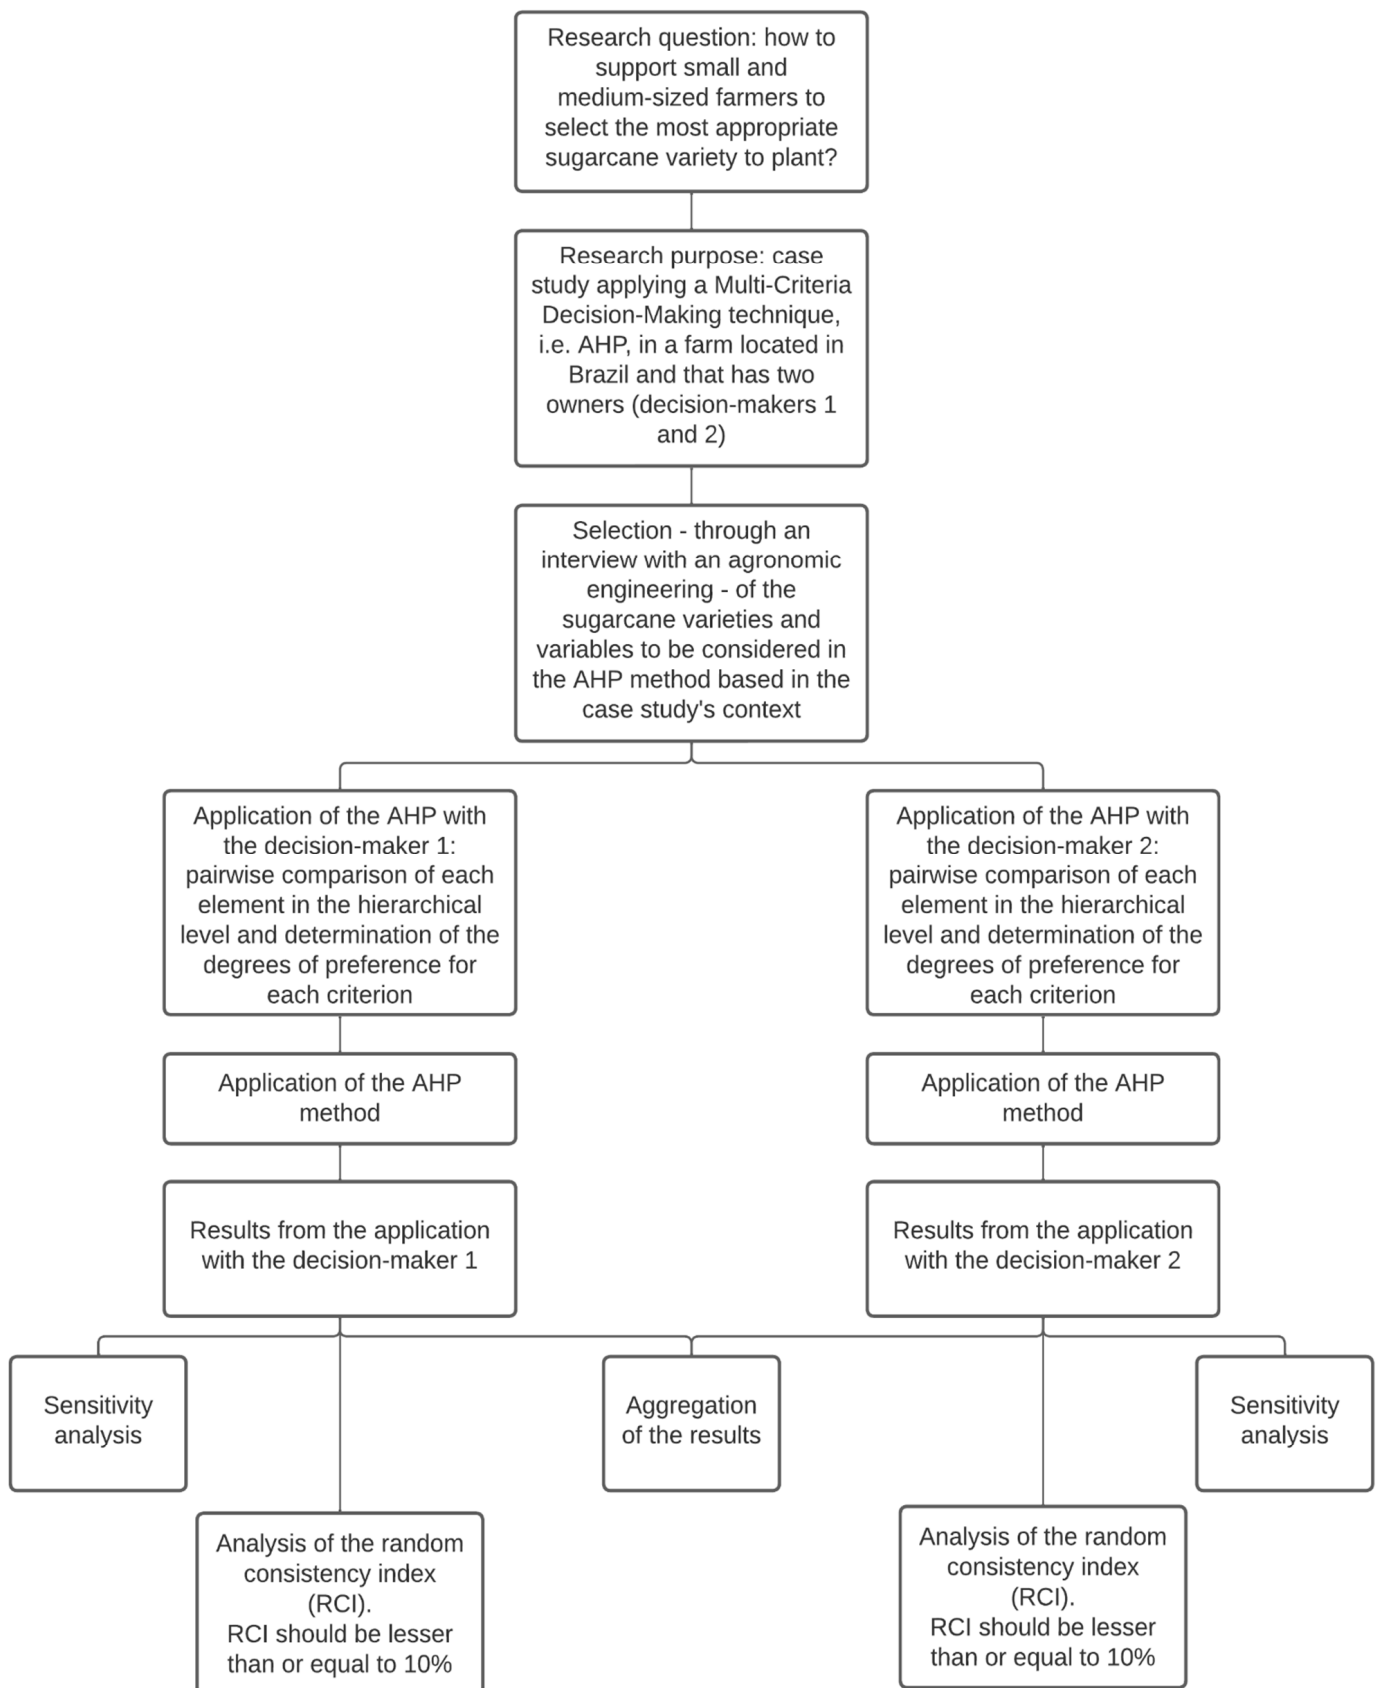 Research question: how to
support small and
medium-sized farmers to
select the most appropriate
sugarcane variety to plant?
Research purpose: case
study applying a Multi-Criteria
Decision-Making technique,
i.e. AHP, in a farm located in
Brazil and that has two
owners (decision-makers 1
and 2)
Selection - through an
interview with an agronomic
engineering - of the
sugarcane varieties and
variables to be considered in
the AHP method based in the
case study's context
Application of the AHP with
the decision-maker 1:
pairwise comparison of each
element in the hierarchical
level and determination of the
degrees of preference for
each criterion
Application of the AHP with
the decision-maker 2:
pairwise comparison of each
element in the hierarchical
level and determination of the
degrees of preference for
each criterion
Application of the AHP
method
Application of the AHP
method
Results from the application
with the decision-maker 1
Results from the application
with the decision-maker 2
Sensitivity
analysis
Aggregation
of the results
Sensitivity
analysis
Analysis of the random
consistency index
(RCI).
RCI should be lesser
than or equal to 10%
Analysis of the random
consistency index
(RCI).
RCI should be lesser
than or equal to 10%